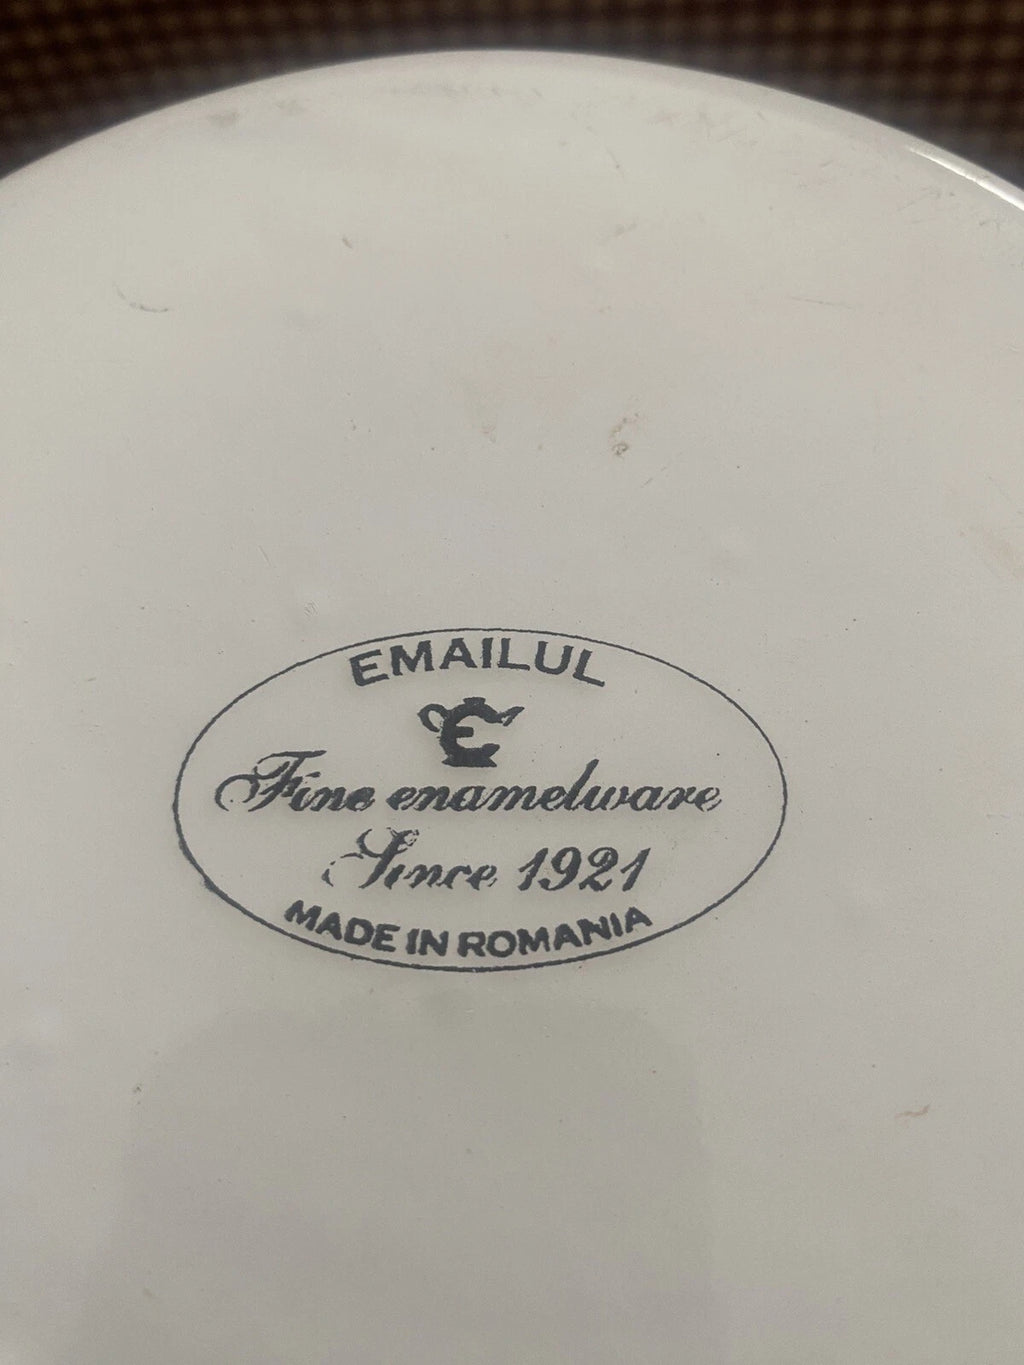 EMAILUL
E
Fine enamelware
Since 1921
MADE IN ROMANIA